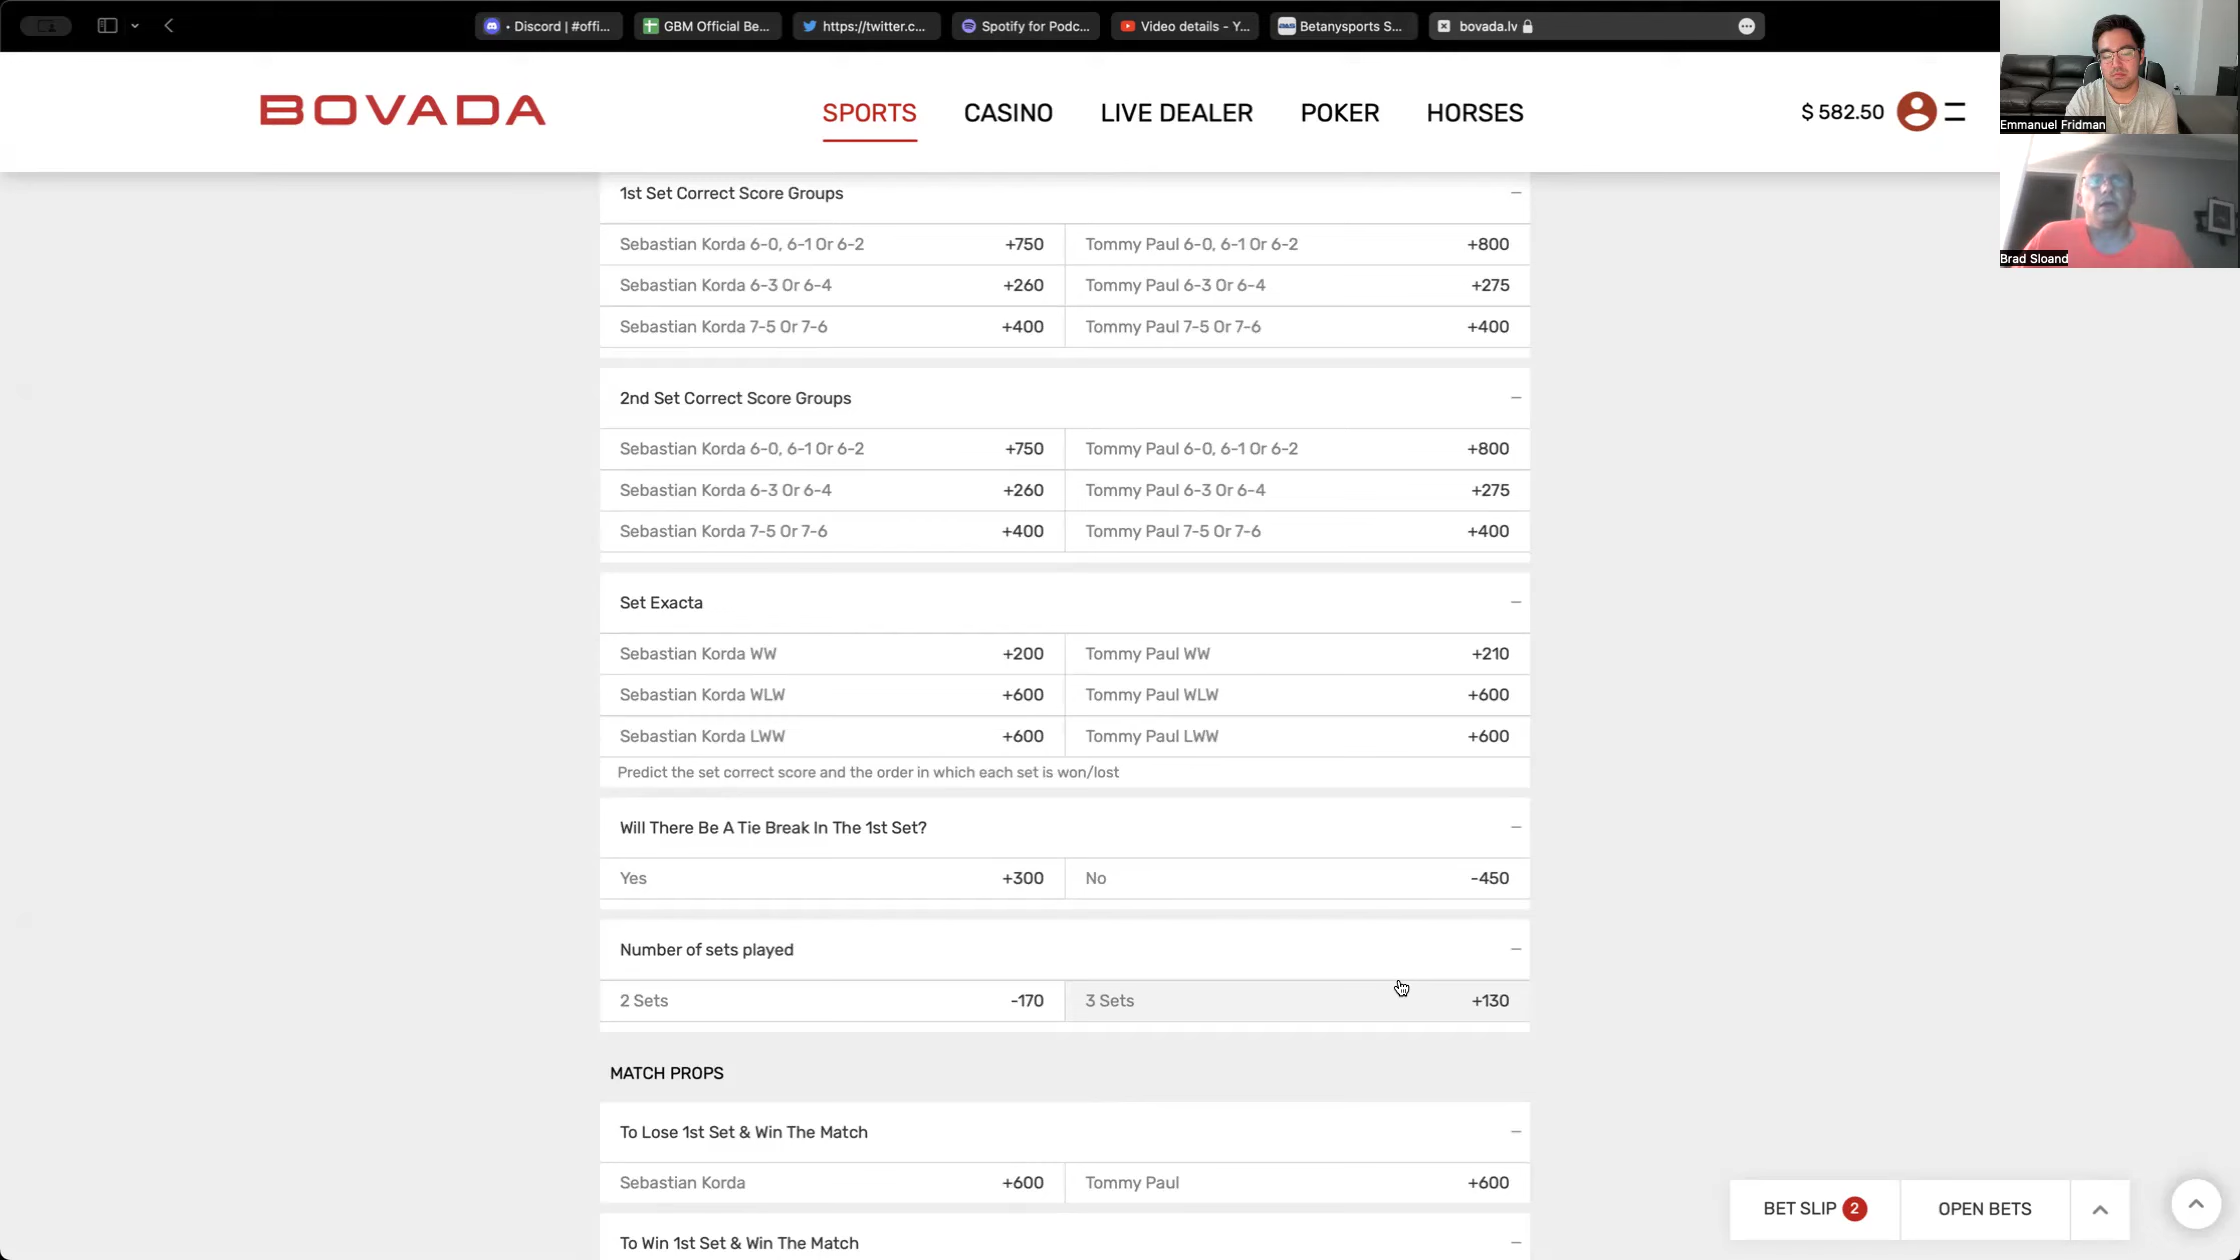 Discord | #offi...
GBM Official Be...
https://twitter.c...
Spotify for Podc...
Video details - Y...
BAS
Betanysports S...
bovada.lv
BOVADA
SPORTS
CASINO
LIVE DEALER
POKER
HORSES
$ 582.50
Emmanuel Fridman
Brad Sloand
1st Set Correct Score Groups
Sebastian Korda 6-0, 6-1 Or 6-2 +750 Tommy Paul 6-0, 6-1 Or 6-2 +800
Sebastian Korda 6-3 Or 6-4 +260 Tommy Paul 6-3 Or 6-4 +275
Sebastian Korda 7-5 Or 7-6 +400 Tommy Paul 7-5 Or 7-6 +400
2nd Set Correct Score Groups
Sebastian Korda 6-0, 6-1 Or 6-2 +750 Tommy Paul 6-0, 6-1 Or 6-2 +800
Sebastian Korda 6-3 Or 6-4 +260 Tommy Paul 6-3 Or 6-4 +275
Sebastian Korda 7-5 Or 7-6 +400 Tommy Paul 7-5 Or 7-6 +400
Set Exacta
Sebastian Korda WW +200 Tommy Paul WW +210
Sebastian Korda WLW +600 Tommy Paul WLW +600
Sebastian Korda LWW +600 Tommy Paul LWW +600
Predict the set correct score and the order in which each set is won/lost
Will There Be A Tie Break In The 1st Set?
Yes +300 No -450
Number of sets played
2 Sets -170 3 Sets +130
MATCH PROPS
To Lose 1st Set & Win The Match
Sebastian Korda +600 Tommy Paul +600
To Win 1st Set & Win The Match
BET SLIP 2
OPEN BETS